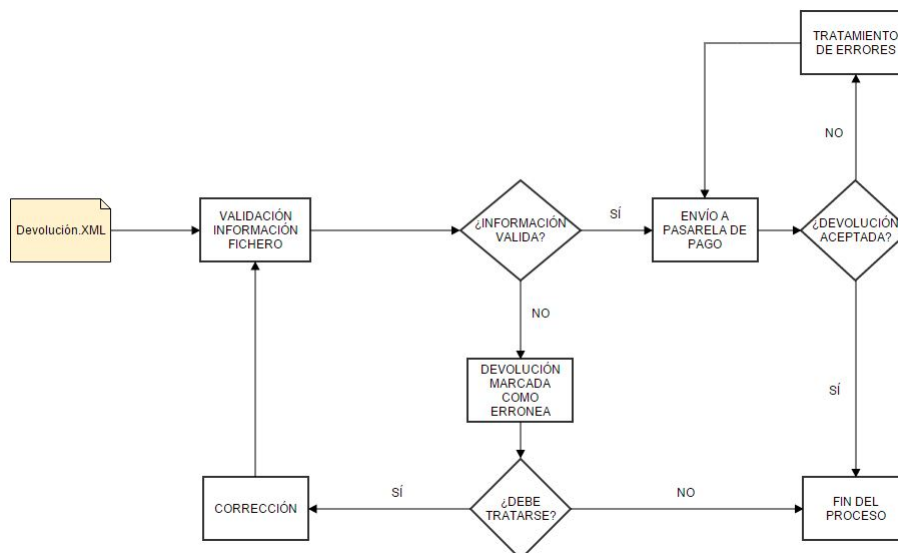 TRATAMIENTO
DE ERRORES
NO
Devolución.XML
VALIDACIÓN
INFORMACIÓN
FICHERO
¿INFORMACIÓN
VALIDA?
SÍ
ENVÍO A
PASARELA DE
PAGO
¿DEVOLUCIÓN
ACEPTADA?
NO
DEVOLUCIÓN
MARCADA
COMO
ERRONEA
SÍ
CORRECCIÓN
SÍ
¿DEBE
TRATARSE?
NO
FIN DEL
PROCESO